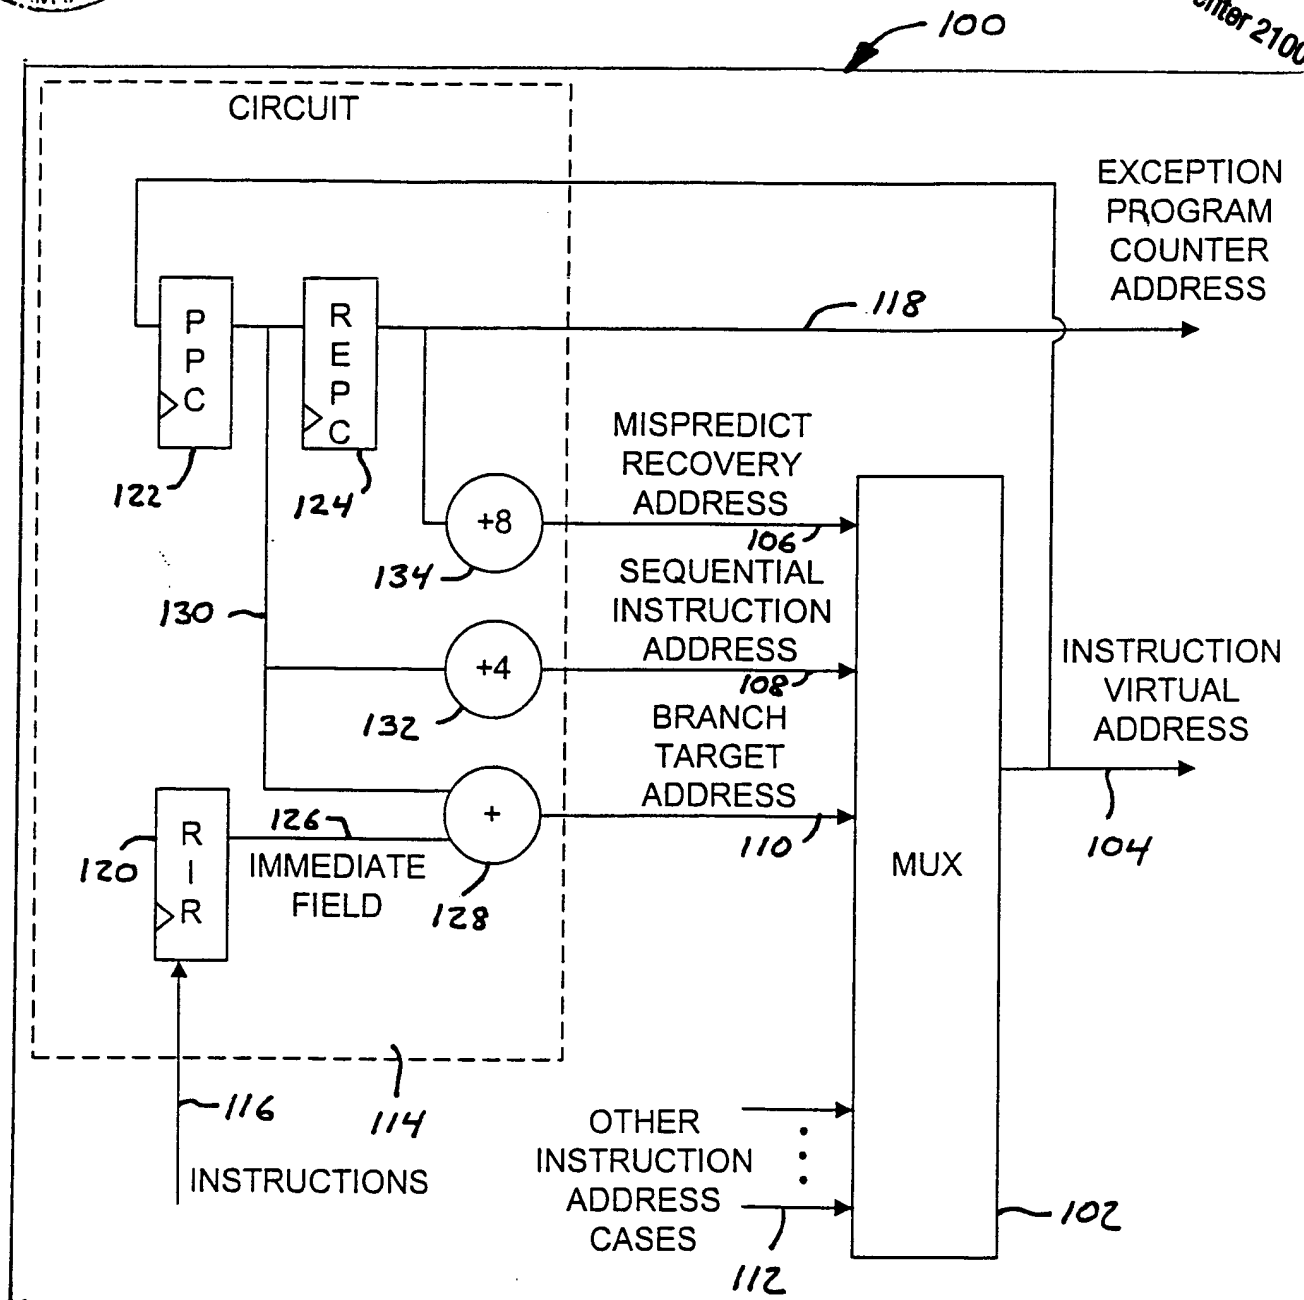 100
enter 2100
CIRCUIT
EXCEPTION
PROGRAM
COUNTER
ADDRESS
118
P
P
C
R
E
P
C
122
124
MISPREDICT
RECOVERY
ADDRESS
+8
106
134
SEQUENTIAL
INSTRUCTION
ADDRESS
130
+4
108
132
INSTRUCTION
VIRTUAL
ADDRESS
BRANCH
TARGET
ADDRESS
R
I
R
120
126
IMMEDIATE
FIELD
+
128
110
MUX
104
116
114
INSTRUCTIONS
OTHER
INSTRUCTION
ADDRESS
CASES
112
102